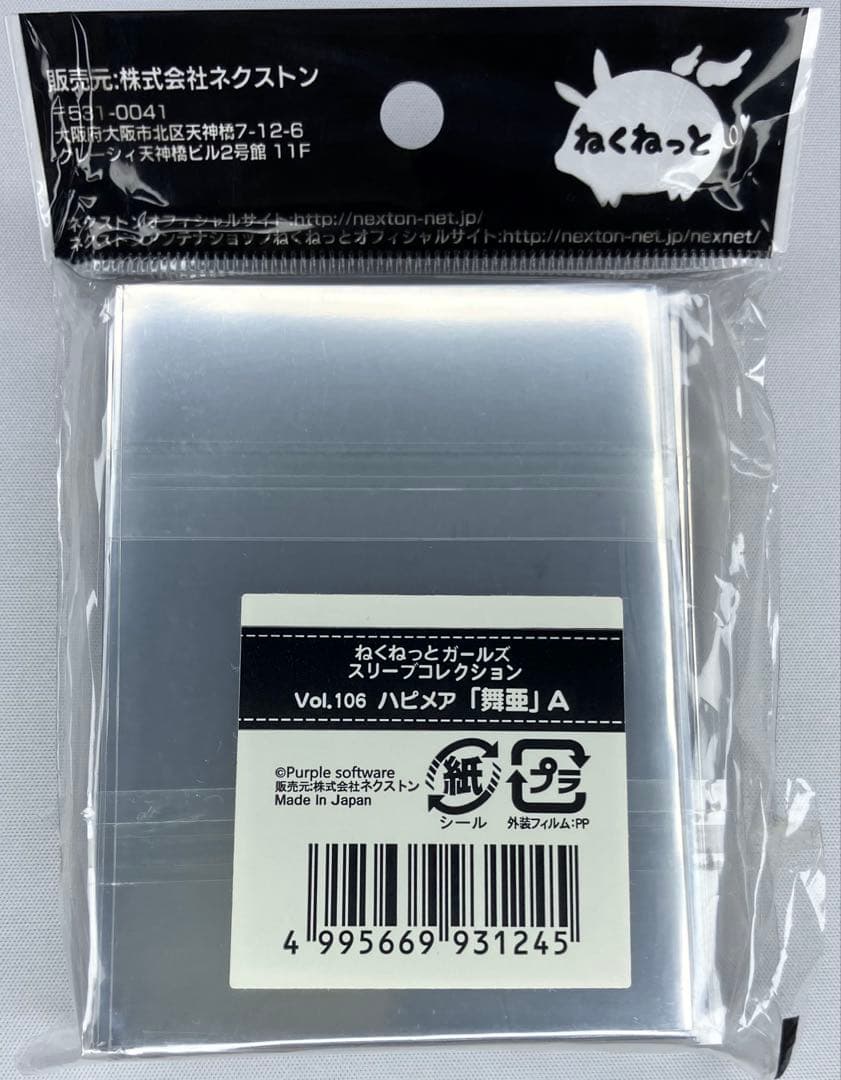 販売元:株式会社ネクストン
〒531-0041
大阪府大阪市北区天神橋7-12-6
グレーシィ天神橋ビル2号館 11F
ねくねっと
ネクストンオフィシャルサイト:http://nexton-net.jp/
ネクストンアンテナショップねくねっとオフィシャルサイト:http://nexton-net.jp/nexnet/
ねくねっとガールズ
スリーブコレクション
Vol.106 ハピメア「舞亜」A
©Purple software
販売元:株式会社ネクストン
Made In Japan
紙
シール
プラ
外装フィルム:PP
4 995669 931245